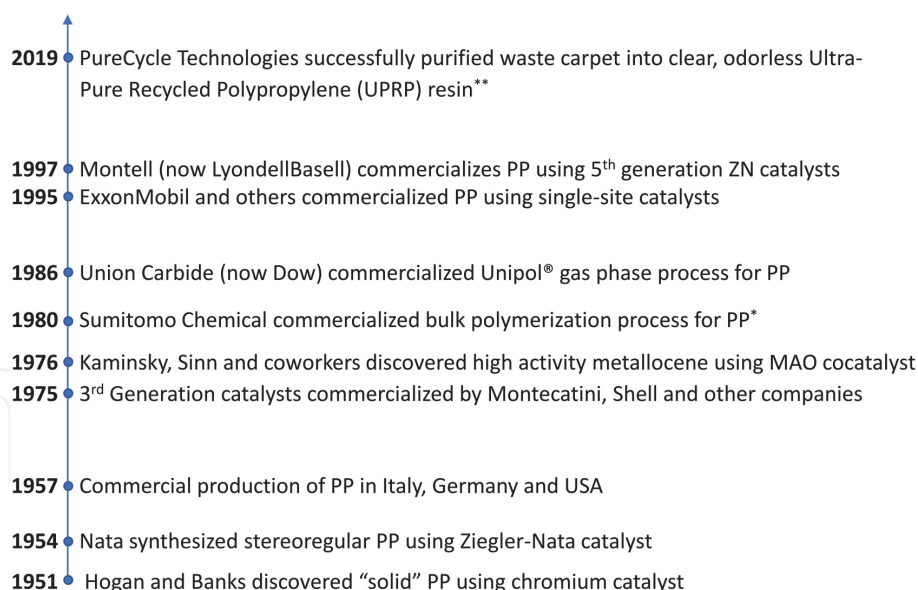 2019 PureCycle Technologies successfully purified waste carpet into clear, odorless Ultra-
Pure Recycled Polypropylene (UPRP) resin**
1997 Montell (now LyondellBasell) commercializes PP using 5th generation ZN catalysts
1995 ExxonMobil and others commercialized PP using single-site catalysts
1986 Union Carbide (now Dow) commercialized Unipol® gas phase process for PP
1980 Sumitomo Chemical commercialized bulk polymerization process for PP*
1976 Kaminsky, Sinn and coworkers discovered high activity metallocene using MAO cocatalyst
1975 3rd Generation catalysts commercialized by Montecatini, Shell and other companies
1957 Commercial production of PP in Italy, Germany and USA
1954 Nata synthesized stereoregular PP using Ziegler-Nata catalyst
1951 Hogan and Banks discovered “solid” PP using chromium catalyst